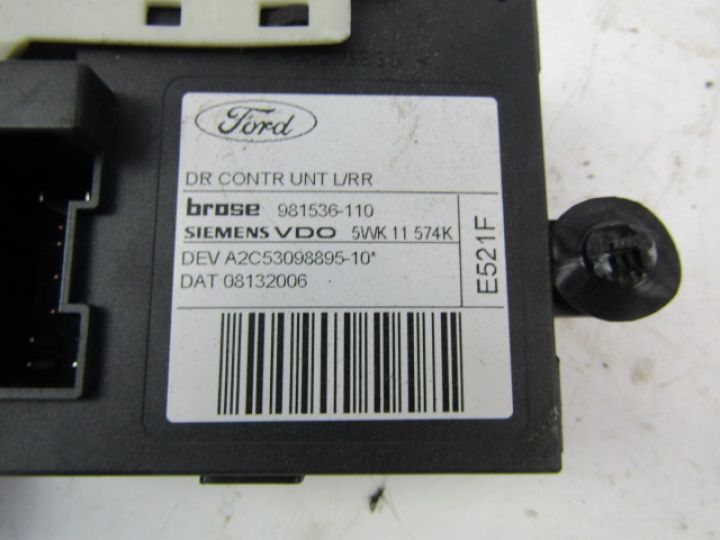 Ford
DR CONTR UNT L/RR
brose 981536-110
SIEMENS VDO 5WK 11 574K
DEV A2C53098895-10*
DAT 08132006
E521F